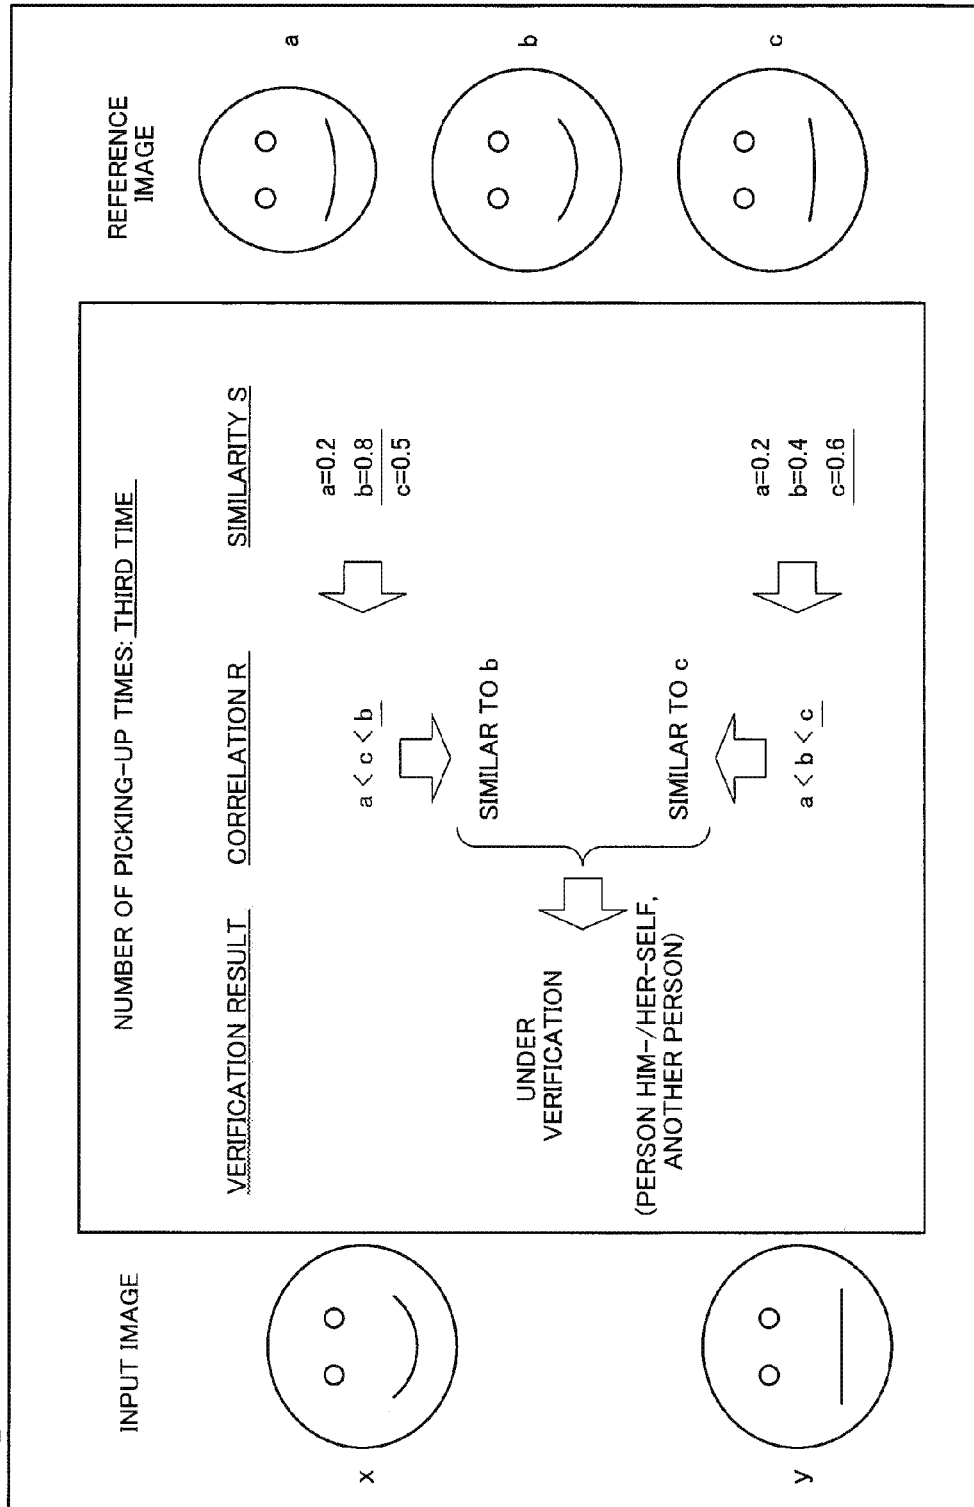 INPUT IMAGE
x
y
NUMBER OF PICKING-UP TIMES: THIRD TIME
VERIFICATION RESULT
UNDER
VERIFICATION
(PERSON HIM-/HER-SELF,
ANOTHER PERSON)
CORRELATION R
a < c < b
SIMILAR TO b
SIMILAR TO c
a < b < c
SIMILARITY S
a=0.2
b=0.8
c=0.5
a=0.2
b=0.4
c=0.6
REFERENCE
IMAGE
a
b
c